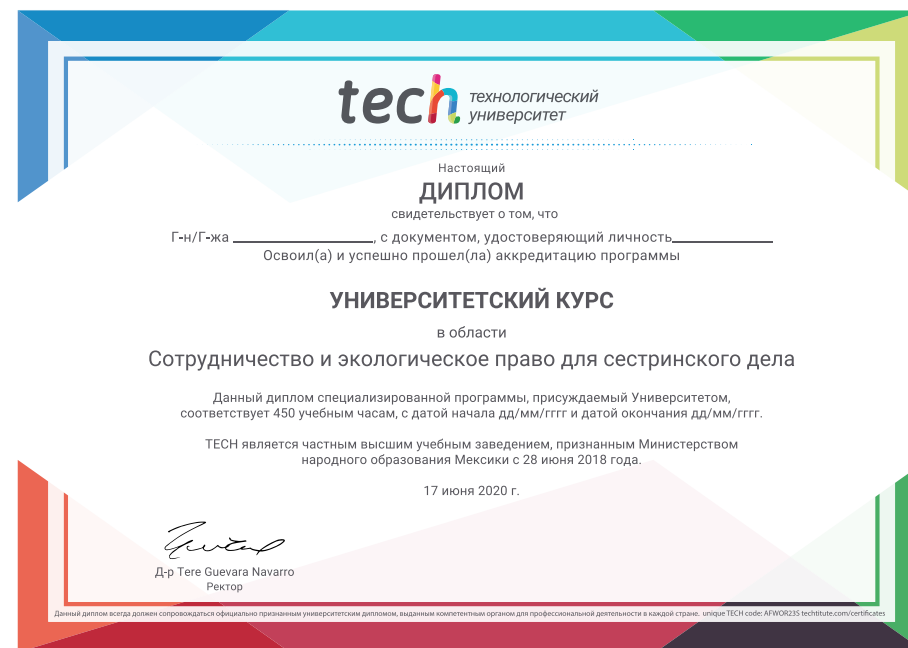 tech технологический
университет
Настоящий
ДИПЛОМ
свидетельствует о том, что
Г-н/Г-жа ____________________, с документом, удостоверяющий личность______________
Освоил(а) и успешно прошел(ла) аккредитацию программы
УНИВЕРСИТЕТСКИЙ КУРС
в области
Сотрудничество и экологическое право для сестринского дела
Данный диплом специализированной программы, присуждаемый Университетом,
соответствует 450 учебным часам, с датой начала дд/мм/гггг и датой окончания дд/мм/гггг.
TECH является частным высшим учебным заведением, признанным Министерством
народного образования Мексики с 28 июня 2018 года.
17 июня 2020 г.
Д-р Tere Guevara Navarro
Ректор
Данный диплом всегда должен сопровождаться официально признанным университетским дипломом, выданным компетентным органом для профессиональной деятельности в каждой стране. unique TECH code: AFWOR23S techtitute.com/certificates